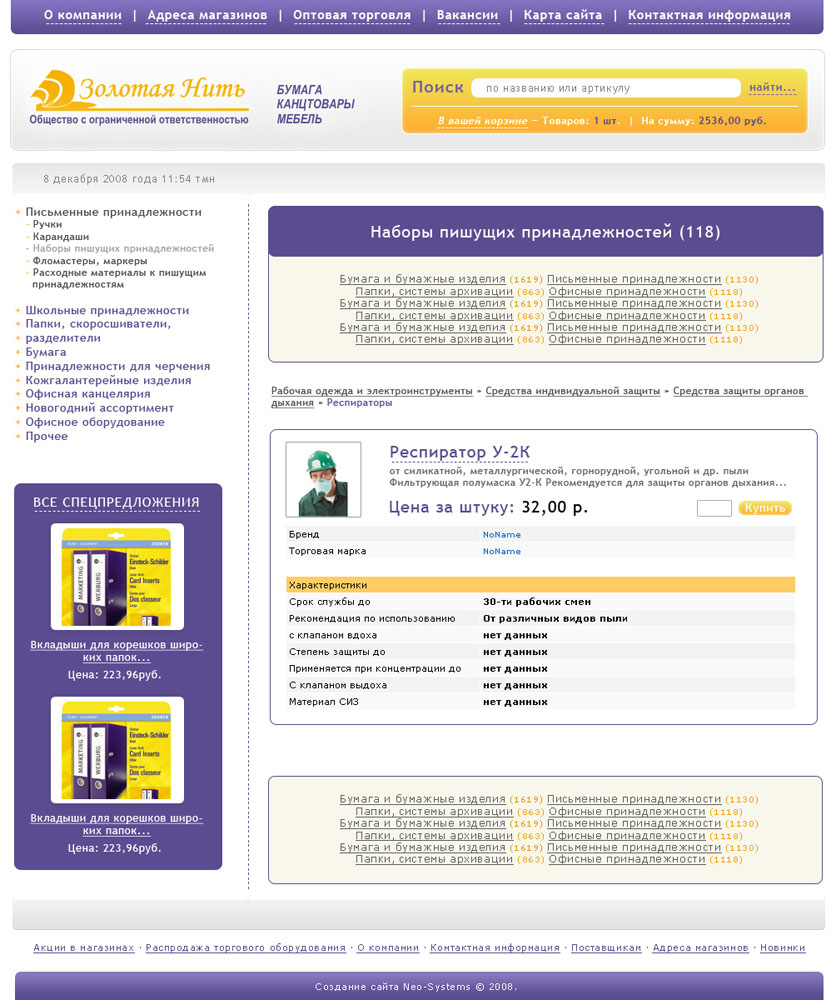 О компании | Адреса магазинов | Оптовая торговля | Вакансии | Карта сайта | Контактная информация
Золотая Нить
Общество с ограниченной ответственностью
БУМАГА
КАНЦТОВАРЫ
МЕБЕЛЬ
Поиск по названию или артикулу найти...
В вашей корзине – Товаров: 1 шт. | На сумму: 2536,00 руб.
8 декабря 2008 года 11:54 тмн
Письменные принадлежности
- Ручки
- Карандаши
- Наборы пишущих принадлежностей
- Фломастеры, маркеры
- Расходные материалы к пишущим
принадлежностям
Школьные принадлежности
Папки, скоросшиватели,
разделители
Бумага
Принадлежности для черчения
Кожгалантерейные изделия
Офисная канцелярия
Новогодний ассортимент
Офисное оборудование
Прочее
ВСЕ СПЕЦПРЕДЛОЖЕНИЯ
MARKETING
WERBUNG
Einsteck-Schilder
Card Inserts
Dos classeur
Вкладыши для корешков широ-
ких папок...
Цена: 223,96руб.
MARKETING
WERBUNG
Einsteck-Schilder
Card Inserts
Dos classeur
Вкладыши для корешков широ-
ких папок...
Цена: 223,96руб.
Наборы пишущих принадлежностей (118)
Бумага и бумажные изделия (1619) Письменные принадлежности (1130)
Папки, системы архивации (863) Офисные принадлежности (1118)
Бумага и бумажные изделия (1619) Письменные принадлежности (1130)
Папки, системы архивации (863) Офисные принадлежности (1118)
Бумага и бумажные изделия (1619) Письменные принадлежности (1130)
Папки, системы архивации (863) Офисные принадлежности (1118)
Рабочая одежда и электроинструменты - Средства индивидуальной защиты - Средства защиты органов
дыхания - Респираторы
Респиратор У-2К
от силикатной, металлургической, горнорудной, угольной и др. пыли
Фильтрующая полумаска У2-К Рекомендуется для защиты органов дыхания...
Цена за штуку: 32,00 р. Купить
Бренд NoName
Торговая марка NoName
Характеристики
Срок службы до 30-ти рабочих смен
Рекомендация по использованию От различных видов пыли
с клапаном вдоха нет данных
Степень защиты до нет данных
Применяется при концентрации до нет данных
С клапаном выдоха нет данных
Материал СИЗ нет данных
Бумага и бумажные изделия (1619) Письменные принадлежности (1130)
Папки, системы архивации (863) Офисные принадлежности (1118)
Бумага и бумажные изделия (1619) Письменные принадлежности (1130)
Папки, системы архивации (863) Офисные принадлежности (1118)
Бумага и бумажные изделия (1619) Письменные принадлежности (1130)
Папки, системы архивации (863) Офисные принадлежности (1118)
Акции в магазинах · Распродажа торгового оборудования · О компании · Контактная информация · Поставщикам · Адреса магазинов · Новинки
Создание сайта Neo-Systems © 2008.